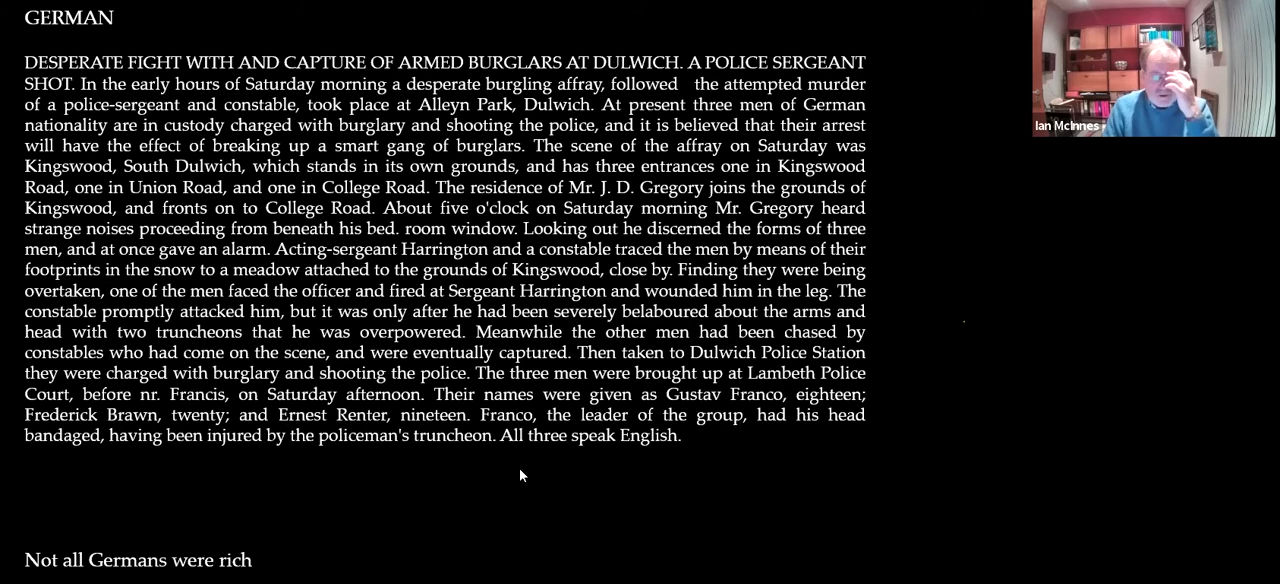 GERMAN
DESPERATE FIGHT WITH AND CAPTURE OF ARMED BURGLARS AT DULWICH. A POLICE SERGEANT
SHOT. In the early hours of Saturday morning a desperate burgling affray, followed the attempted murder
of a police-sergeant and constable, took place at Alleyn Park, Dulwich. At present three men of German
nationality are in custody charged with burglary and shooting the police, and it is believed that their arrest
will have the effect of breaking up a smart gang of burglars. The scene of the affray on Saturday was
Kingswood, South Dulwich, which stands in its own grounds, and has three entrances one in Kingswood
Road, one in Union Road, and one in College Road. The residence of Mr. J. D. Gregory joins the grounds of
Kingswood, and fronts on to College Road. About five o'clock on Saturday morning Mr. Gregory heard
strange noises proceeding from beneath his bed. room window. Looking out he discerned the forms of three
men, and at once gave an alarm. Acting-sergeant Harrington and a constable traced the men by means of their
footprints in the snow to a meadow attached to the grounds of Kingswood, close by. Finding they were being
overtaken, one of the men faced the officer and fired at Sergeant Harrington and wounded him in the leg. The
constable promptly attacked him, but it was only after he had been severely belaboured about the arms and
head with two truncheons that he was overpowered. Meanwhile the other men had been chased by
constables who had come on the scene, and were eventually captured. Then taken to Dulwich Police Station
they were charged with burglary and shooting the police. The three men were brought up at Lambeth Police
Court, before nr. Francis, on Saturday afternoon. Their names were given as Gustav Franco, eighteen;
Frederick Brawn, twenty; and Ernest Renter, nineteen. Franco, the leader of the group, had his head
bandaged, having been injured by the policeman's truncheon. All three speak English.
Not all Germans were rich
Ian McInnes